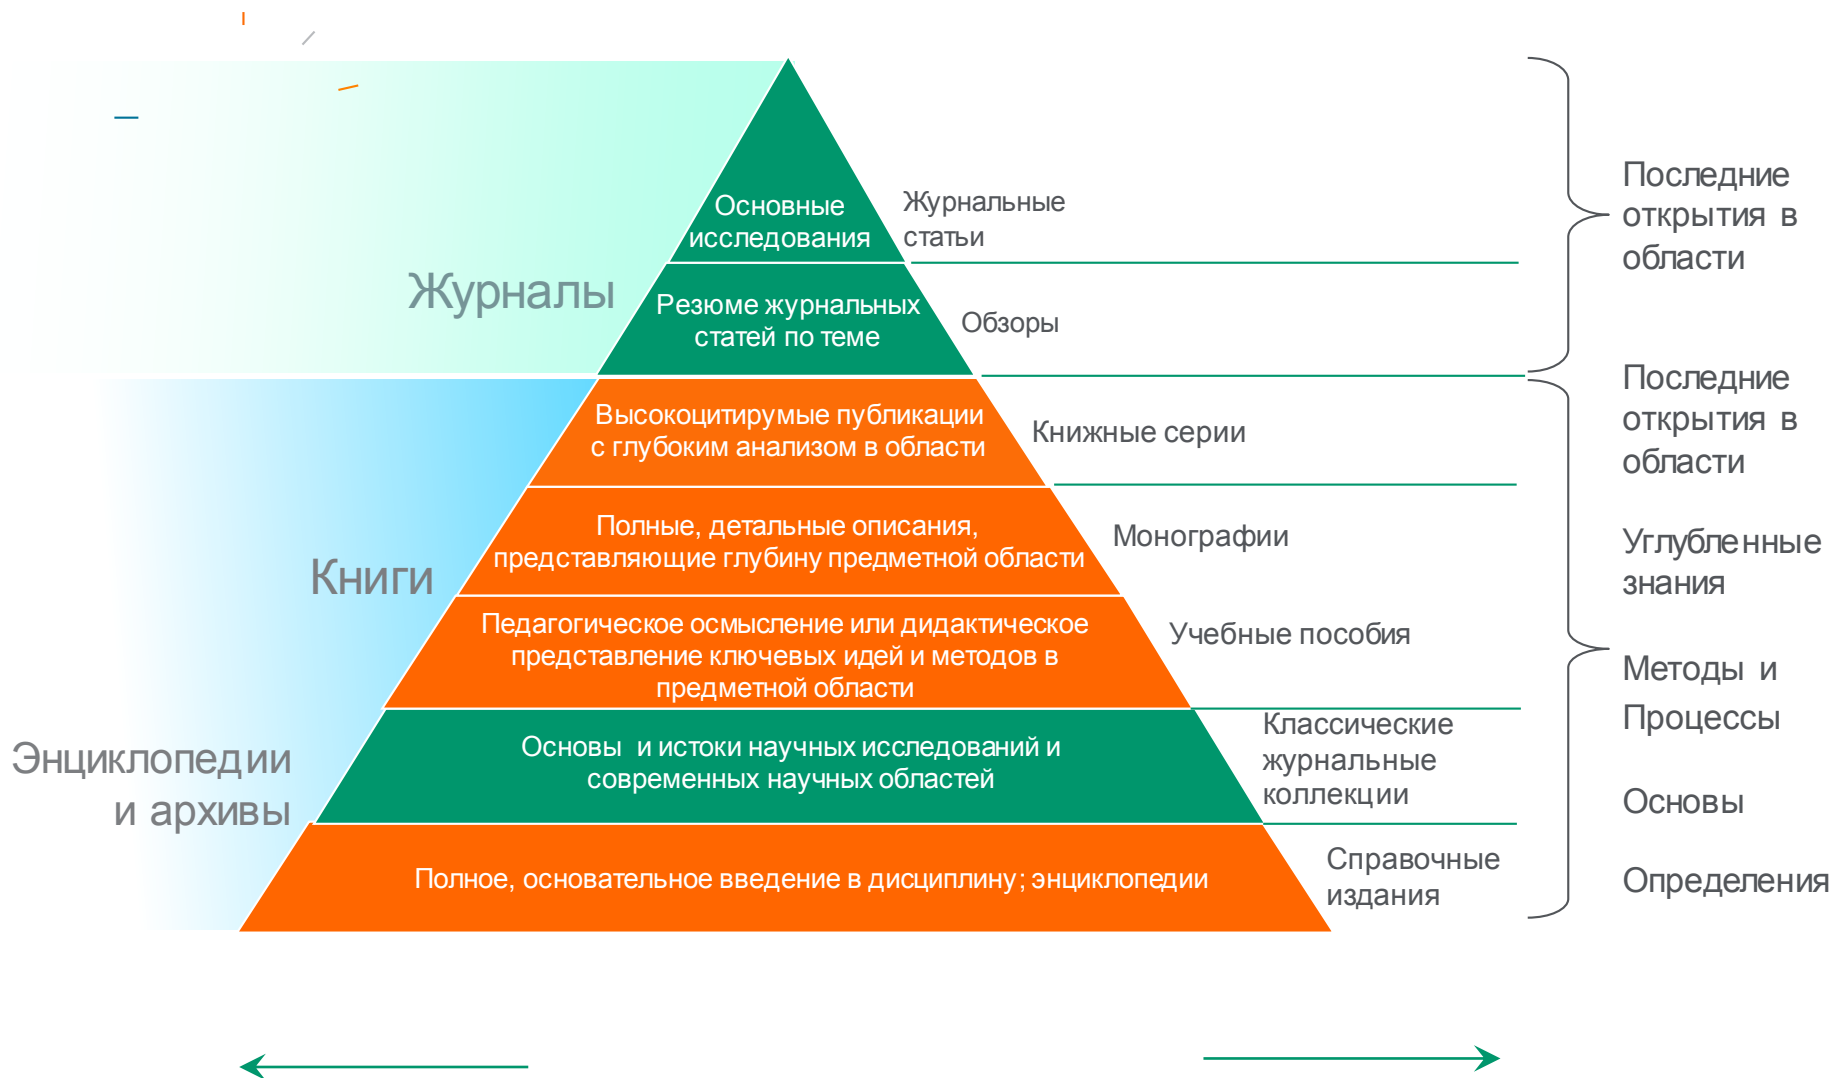 Основные
исследования
Журнальные
статьи
Последние
открытия в
области
Журналы
Резюме журнальных
статей по теме
Обзоры
Высокоцитирумые публикации
с глубоким анализом в области
Книжные серии
Последние
открытия в
области
Книги
Полные, детальные описания,
представляющие глубину предметной области
Монографии
Углубленные
знания
Педагогическое осмысление или дидактическое
представление ключевых идей и методов в
предметной области
Учебные пособия
Методы и
Процессы
Энциклопедии
и архивы
Основы и истоки научных исследований и
современных научных областей
Классические
журнальные
коллекции
Основы
Полное, основательное введение в дисциплину; энциклопедии
Справочные
издания
Определения